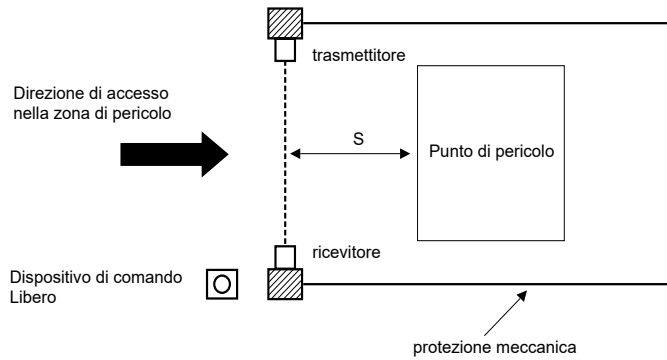 trasmettitore
Direzione di accesso
nella zona di pericolo
S
Punto di pericolo
ricevitore
Dispositivo di comando
Libero
protezione meccanica